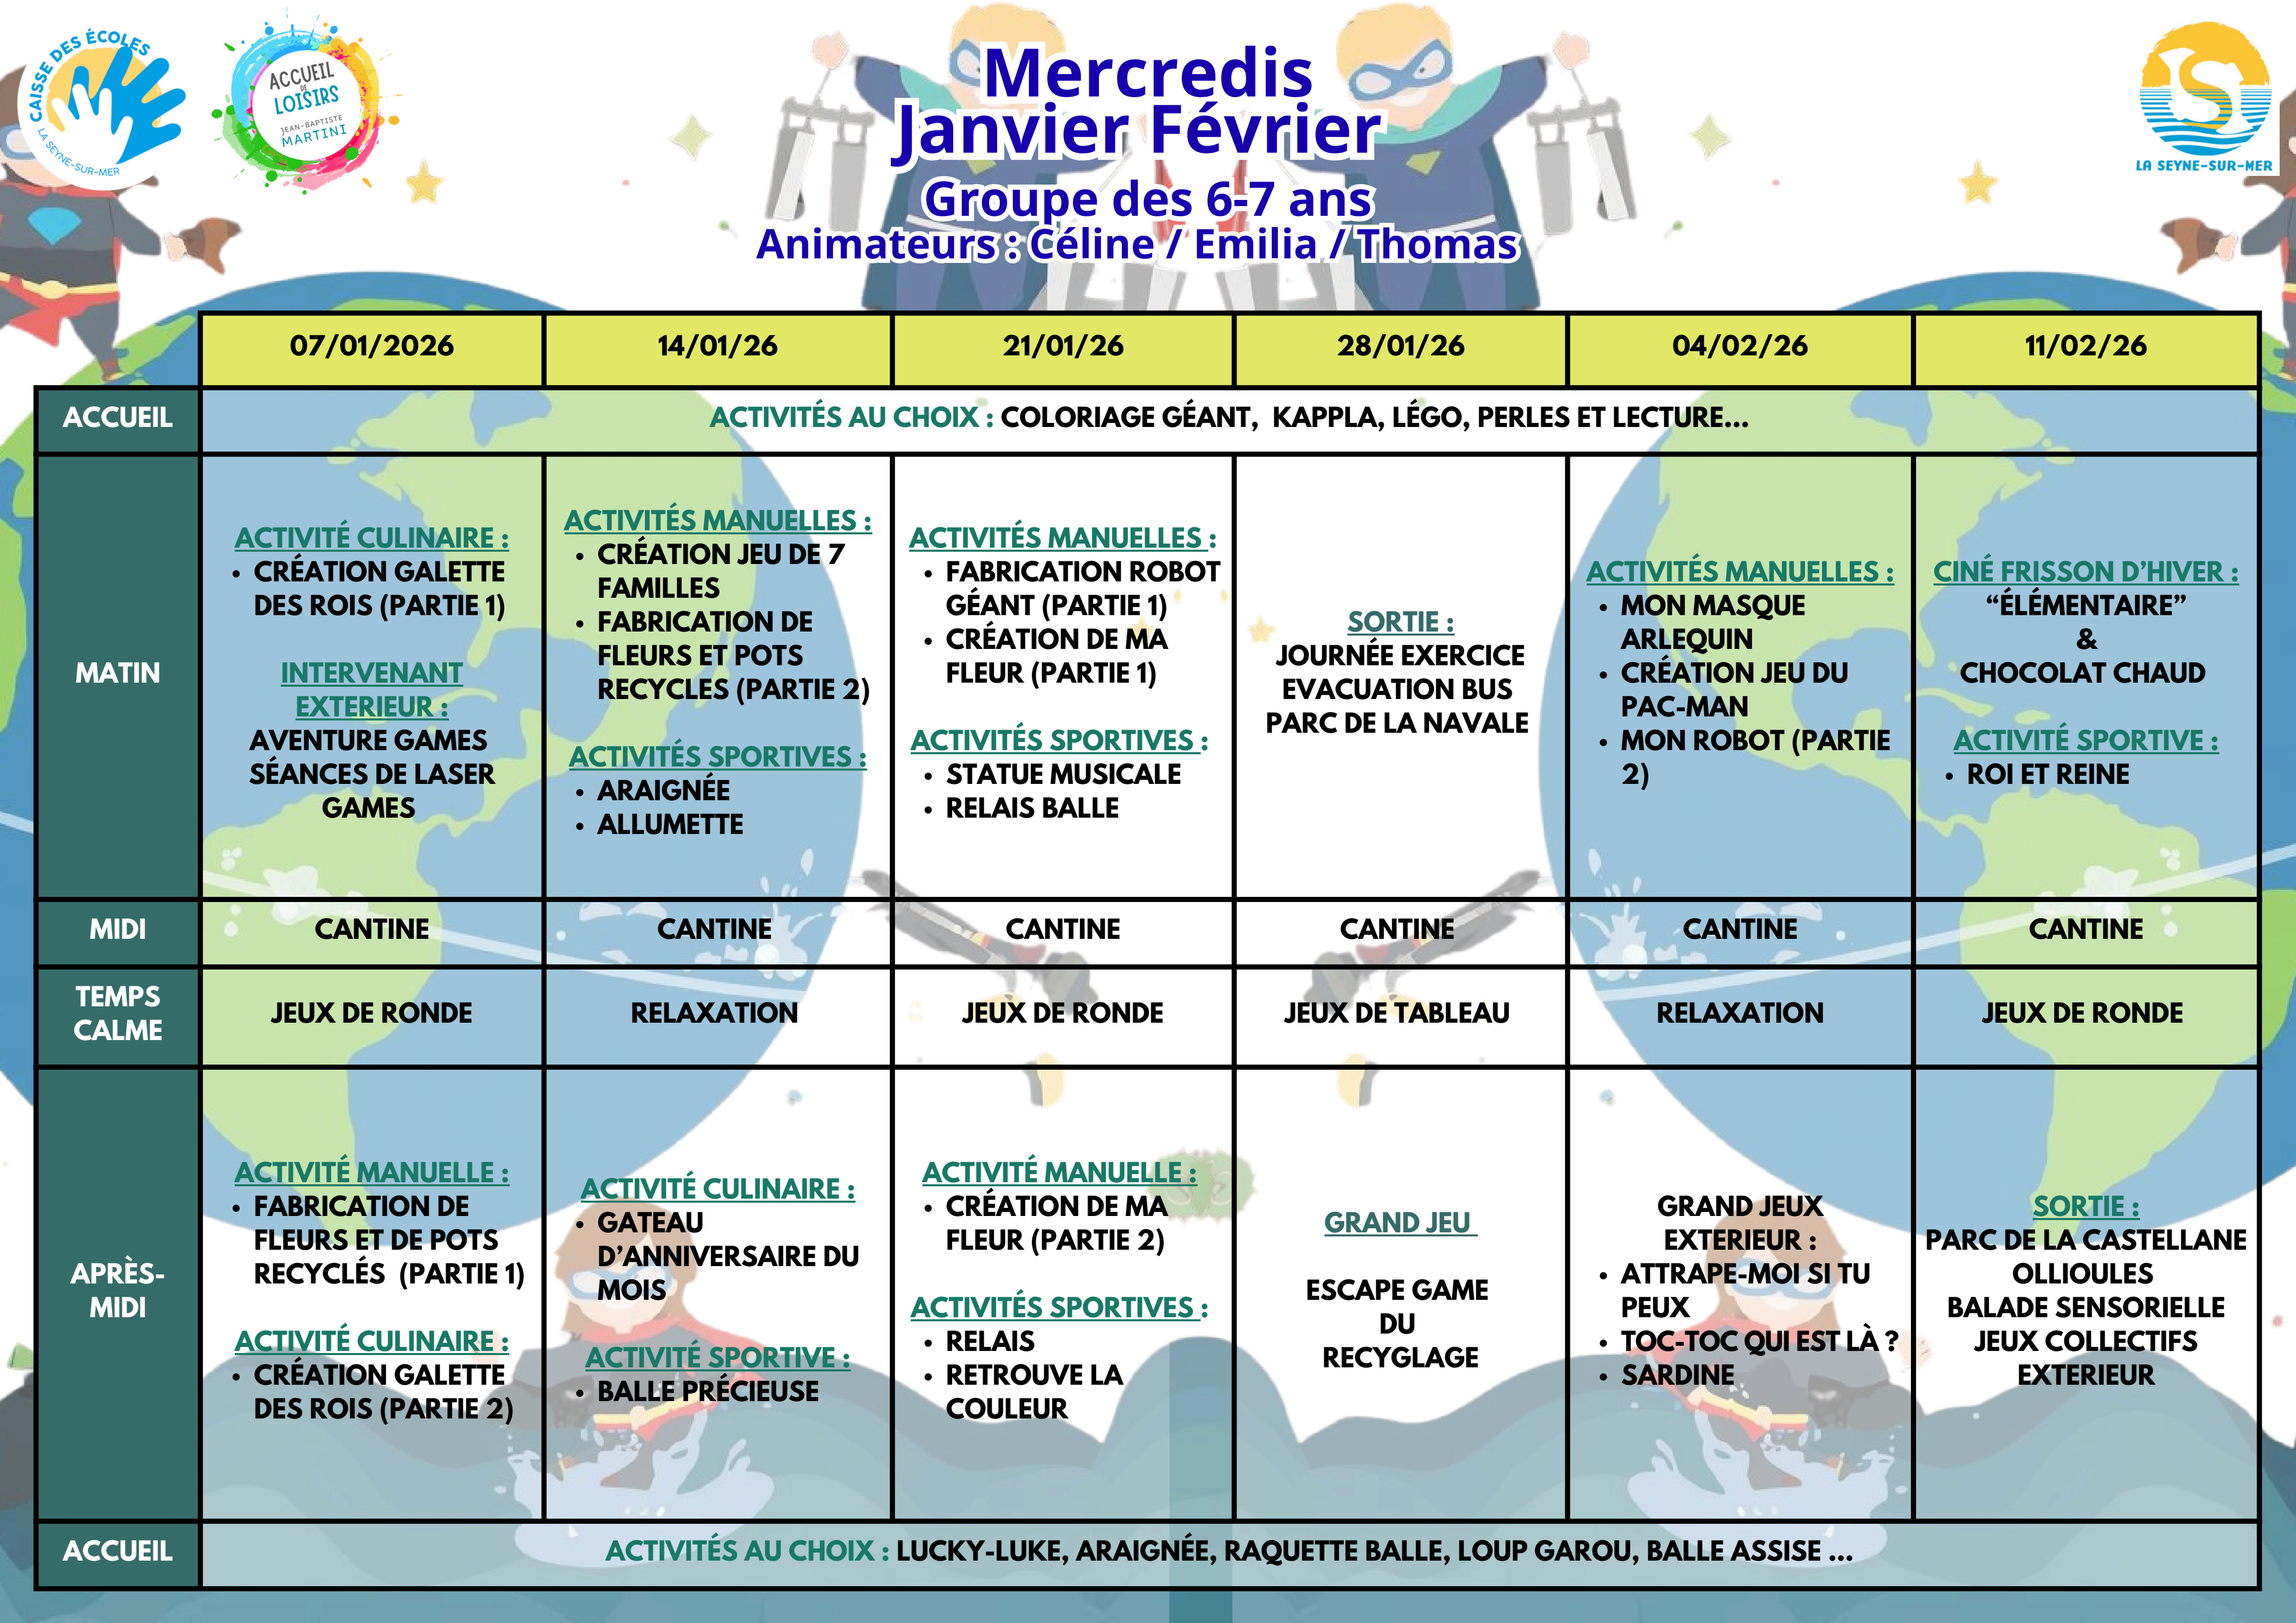 CAISSE DES ÉCOLES
LA SEYNE-SUR-MER
ACCUEIL
DE
LOISIRS
JEAN-BAPTISTE
MARTINI
Mercredis
Janvier Février
Groupe des 6-7 ans
Animateurs : Céline / Emilia / Thomas
LA SEYNE-SUR-MER
07/01/2026
14/01/26
21/01/26
28/01/26
04/02/26
11/02/26
ACCUEIL
ACTIVITÉS AU CHOIX : COLORIAGE GÉANT, KAPPLA, LÉGO, PERLES ET LECTURE...
MATIN
ACTIVITÉ CULINAIRE :
• CRÉATION GALETTE
DES ROIS (PARTIE 1)
INTERVENANT
EXTERIEUR :
AVENTURE GAMES
SÉANCES DE LASER
GAMES
ACTIVITÉS MANUELLES :
• CRÉATION JEU DE 7
FAMILLES
• FABRICATION DE
FLEURS ET POTS
RECYCLES (PARTIE 2)
ACTIVITÉS SPORTIVES :
• ARAIGNÉE
• ALLUMETTE
ACTIVITÉS MANUELLES :
• FABRICATION ROBOT
GÉANT (PARTIE 1)
• CRÉATION DE MA
FLEUR (PARTIE 1)
ACTIVITÉS SPORTIVES :
• STATUE MUSICALE
• RELAIS BALLE
SORTIE :
JOURNÉE EXERCICE
EVACUATION BUS
PARC DE LA NAVALE
ACTIVITÉS MANUELLES :
• MON MASQUE
ARLEQUIN
• CRÉATION JEU DU
PAC-MAN
• MON ROBOT (PARTIE
2)
CINÉ FRISSON D’HIVER :
“ÉLÉMENTAIRE”
&
CHOCOLAT CHAUD
ACTIVITÉ SPORTIVE :
• ROI ET REINE
MIDI
CANTINE
CANTINE
CANTINE
CANTINE
CANTINE
CANTINE
TEMPS
CALME
JEUX DE RONDE
RELAXATION
JEUX DE RONDE
JEUX DE TABLEAU
RELAXATION
JEUX DE RONDE
APRÈS-
MIDI
ACTIVITÉ MANUELLE :
• FABRICATION DE
FLEURS ET DE POTS
RECYCLÉS (PARTIE 1)
ACTIVITÉ CULINAIRE :
• CRÉATION GALETTE
DES ROIS (PARTIE 2)
ACTIVITÉ CULINAIRE :
• GATEAU
D’ANNIVERSAIRE DU
MOIS
ACTIVITÉ SPORTIVE :
• BALLE PRÉCIEUSE
ACTIVITÉ MANUELLE :
• CRÉATION DE MA
FLEUR (PARTIE 2)
ACTIVITÉS SPORTIVES :
• RELAIS
• RETROUVE LA
COULEUR
GRAND JEU
ESCAPE GAME
DU
RECYGLAGE
GRAND JEUX
EXTERIEUR :
• ATTRAPE-MOI SI TU
PEUX
• TOC-TOC QUI EST LÀ ?
• SARDINE
SORTIE :
PARC DE LA CASTELLANE
OLLIOULES
BALADE SENSORIELLE
JEUX COLLECTIFS
EXTERIEUR
ACCUEIL
ACTIVITÉS AU CHOIX : LUCKY-LUKE, ARAIGNÉE, RAQUETTE BALLE, LOUP GAROU, BALLE ASSISE ...